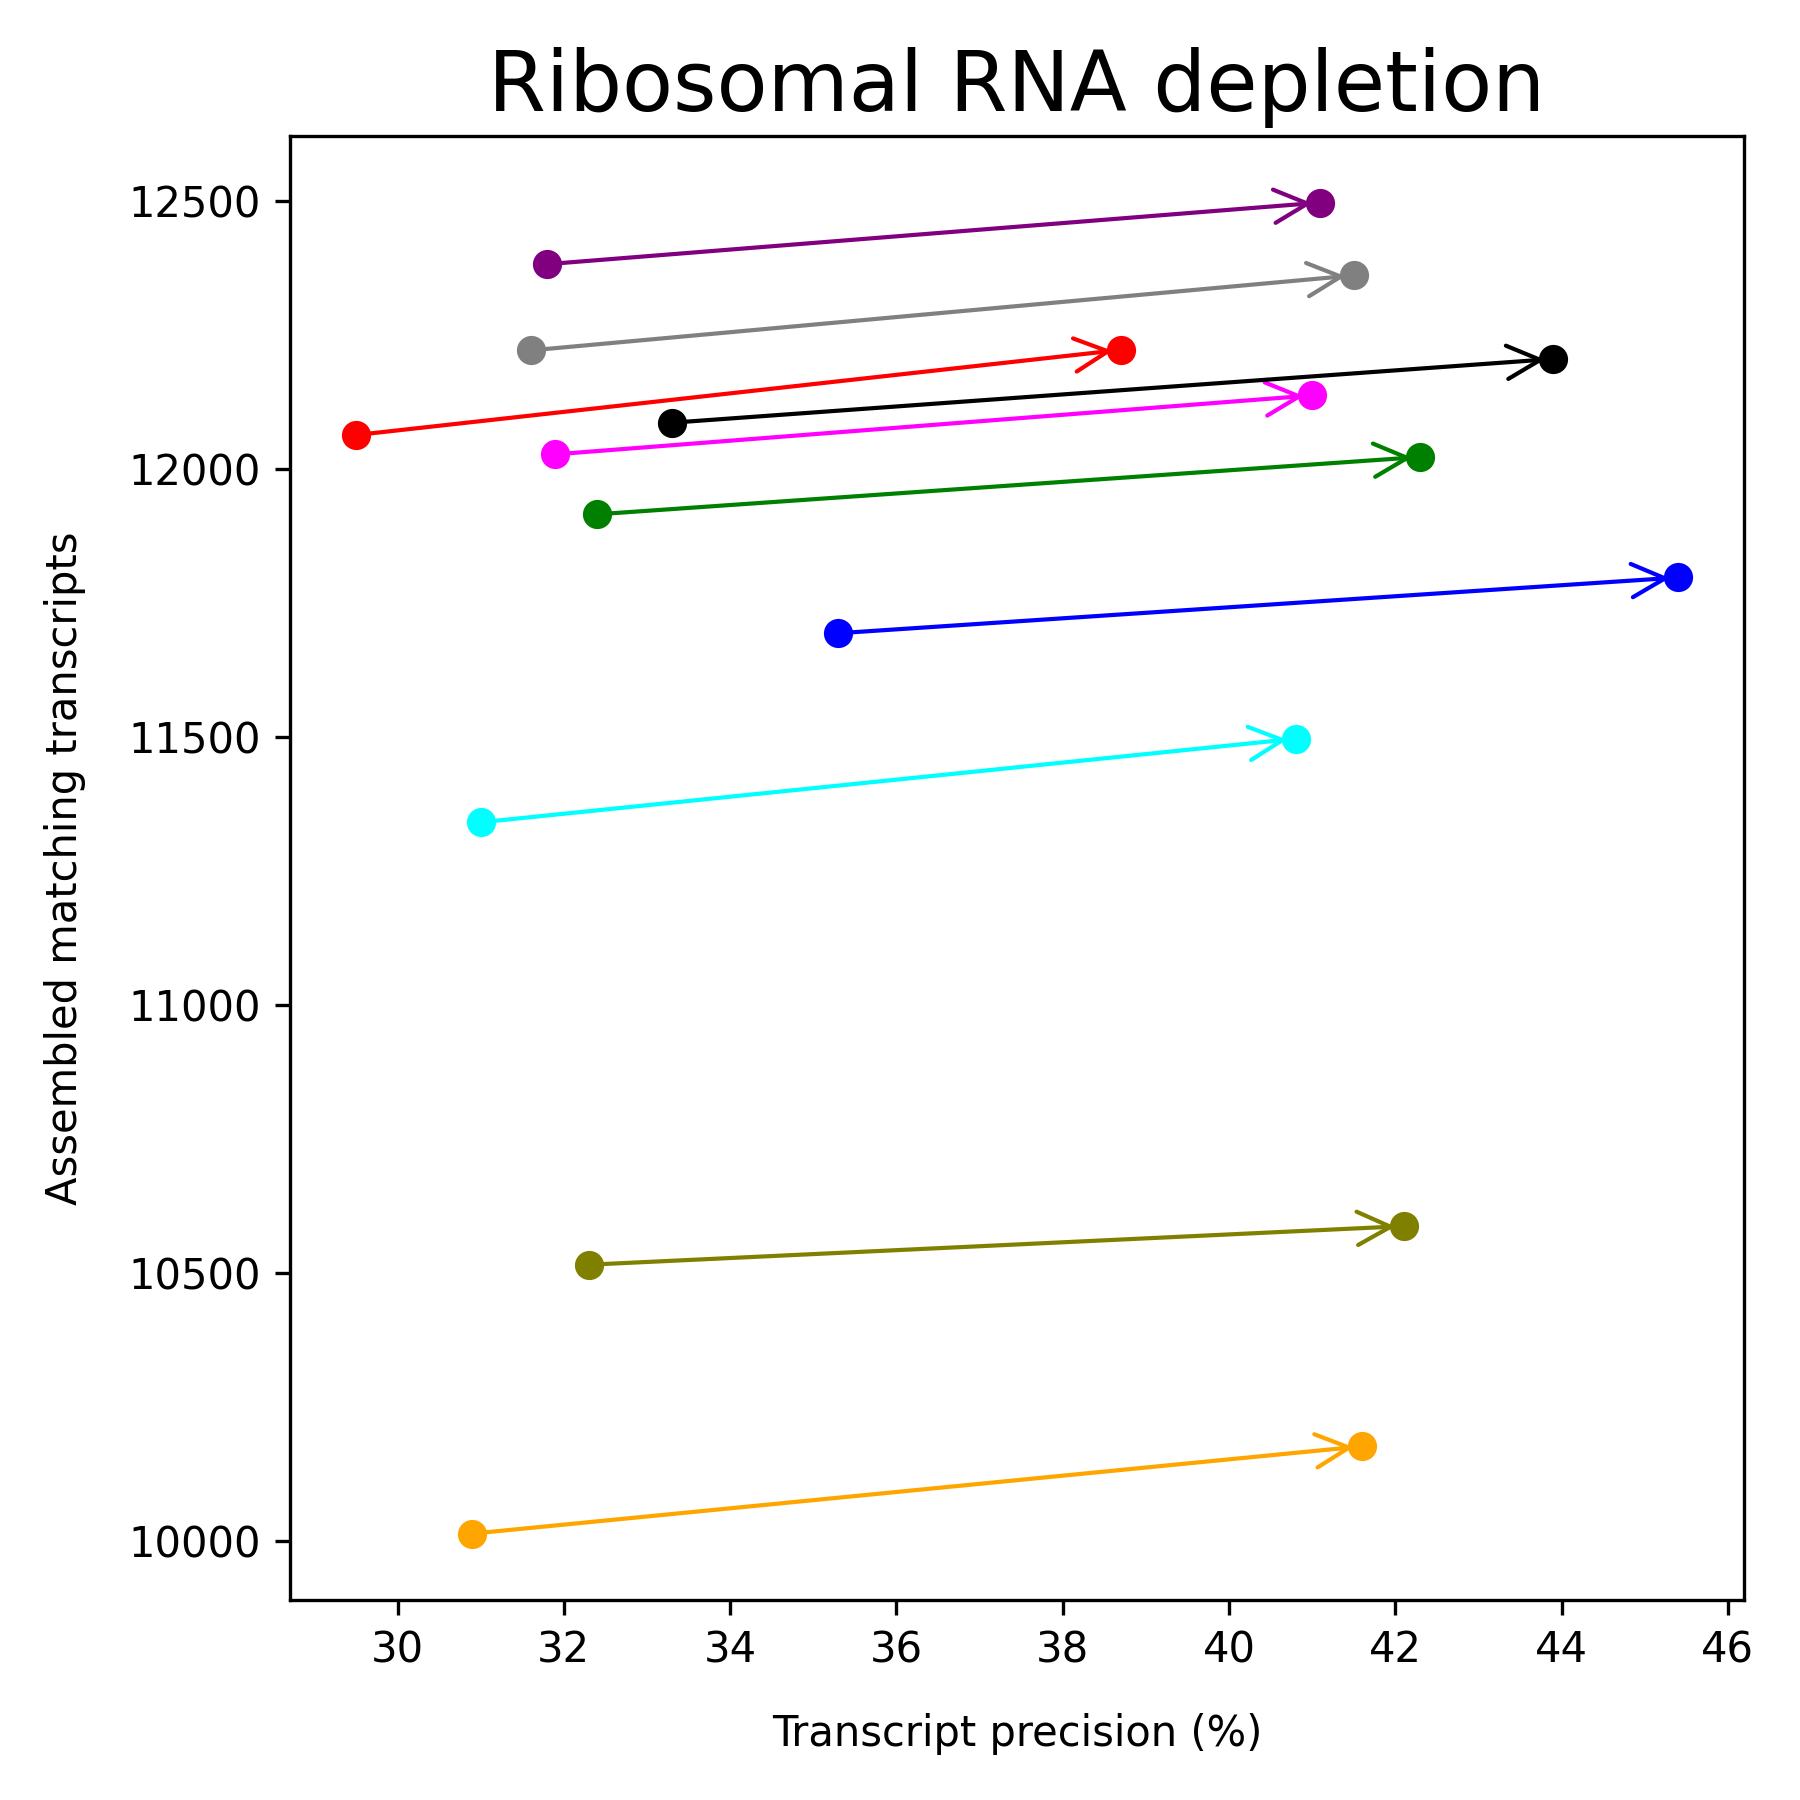 Ribosomal RNA depletion
12500
12000
11500
11000
10500
10000
Assembled matching transcripts
30 32 34 36 38 40 42 44 46
Transcript precision (%)